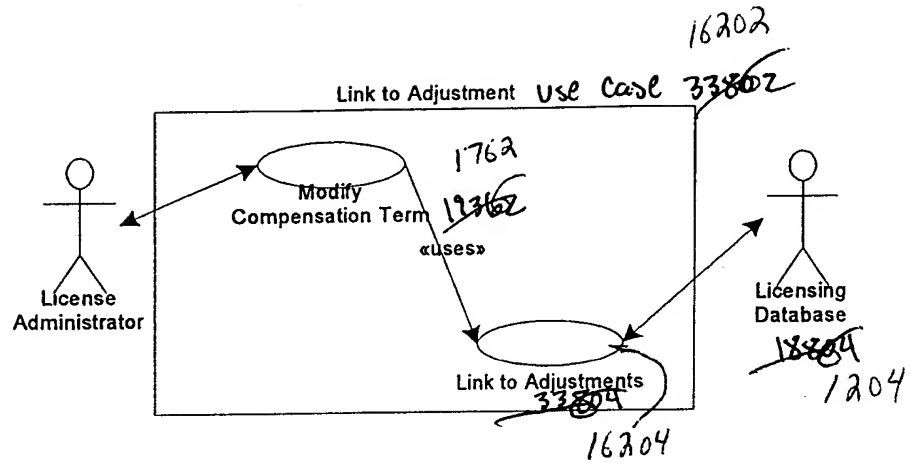 16202
Link to Adjustment use case 33802
1762
Modify
Compensation Term 19362
«uses»
License
Administrator
Licensing
Database
18804
1204
Link to Adjustments
33804
16204